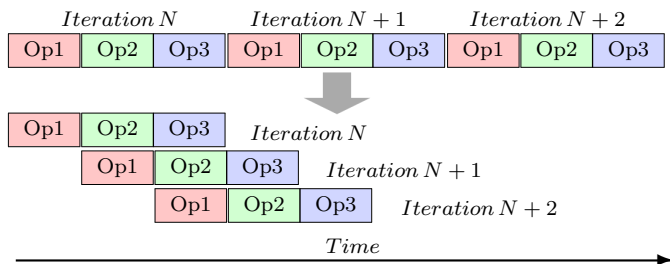 Iteration N Iteration N + 1 Iteration N + 2
Op1 Op2 Op3 Op1 Op2 Op3 Op1 Op2 Op3
Op1 Op2 Op3 Iteration N
Op1 Op2 Op3 Iteration N + 1
Op1 Op2 Op3 Iteration N + 2
Time